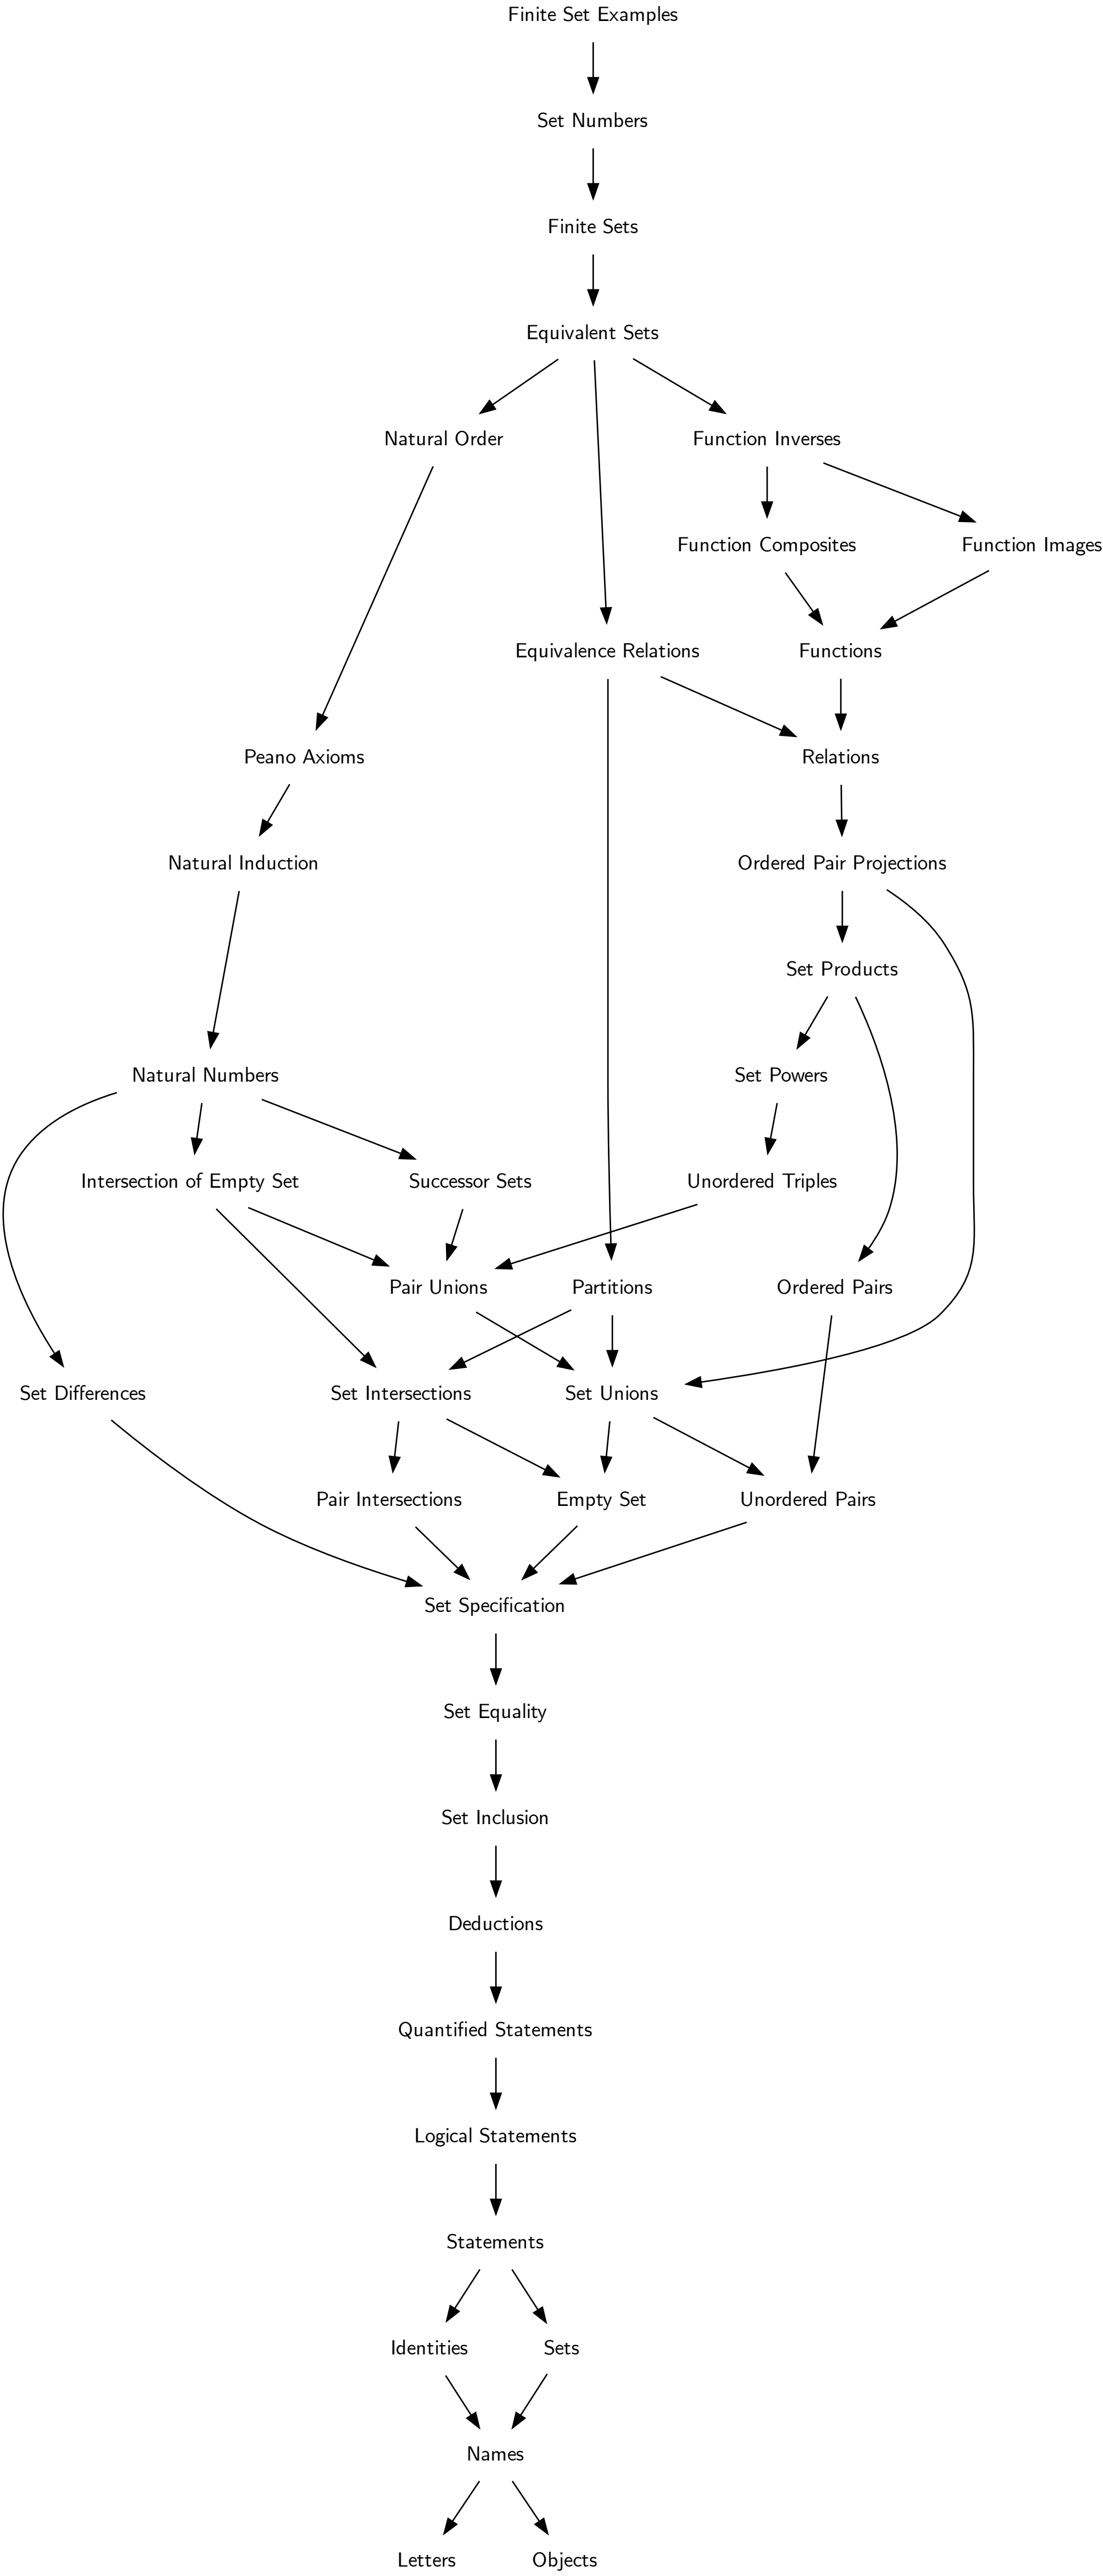 Finite Set Examples
Set Numbers
Finite Sets
Equivalent Sets
Natural Order
Function Inverses
Function Composites
Function Images
Equivalence Relations
Functions
Peano Axioms
Relations
Natural Induction
Ordered Pair Projections
Set Products
Natural Numbers
Set Powers
Intersection of Empty Set
Successor Sets
Unordered Triples
Pair Unions
Partitions
Ordered Pairs
Set Differences
Set Intersections
Set Unions
Pair Intersections
Empty Set
Unordered Pairs
Set Specification
Set Equality
Set Inclusion
Deductions
Quantified Statements
Logical Statements
Statements
Identities
Sets
Names
Letters
Objects